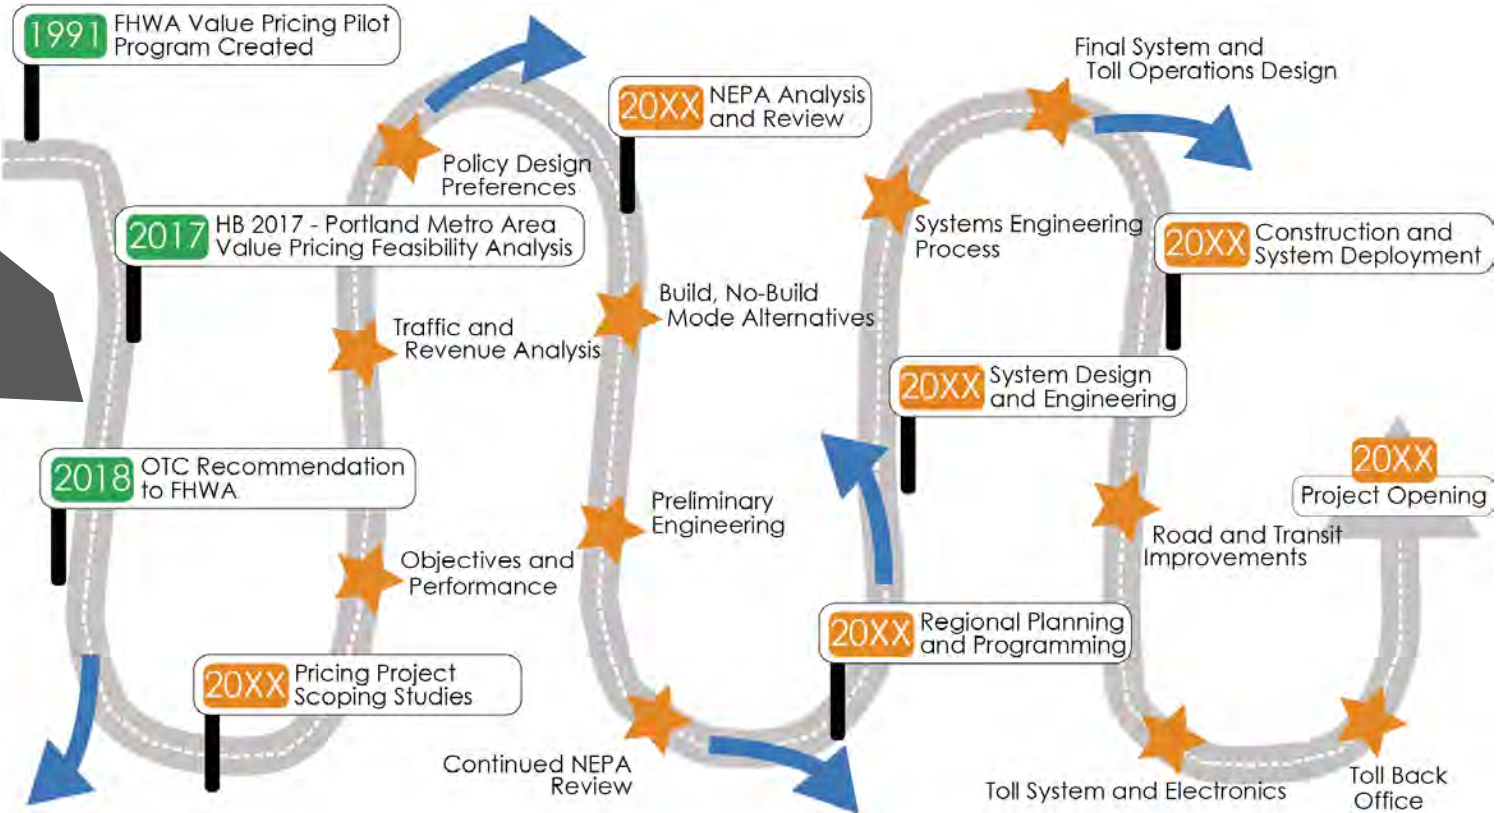 1991 FHWA Value Pricing Pilot
Program Created
2017 HB 2017 - Portland Metro Area
Value Pricing Feasibility Analysis
2018 OTC Recommendation
to FHWA
20XX Pricing Project
Scoping Studies
Objectives and
Performance
Traffic and
Revenue Analysis
Policy Design
Preferences
20XX NEPA Analysis
and Review
Build, No-Build
Mode Alternatives
Preliminary
Engineering
Continued NEPA
Review
20XX Regional Planning
and Programming
20XX System Design
and Engineering
Systems Engineering
Process
Final System and
Toll Operations Design
20XX Construction and
System Deployment
Road and Transit
Improvements
Toll System and Electronics
Toll Back
Office
20XX
Project Opening